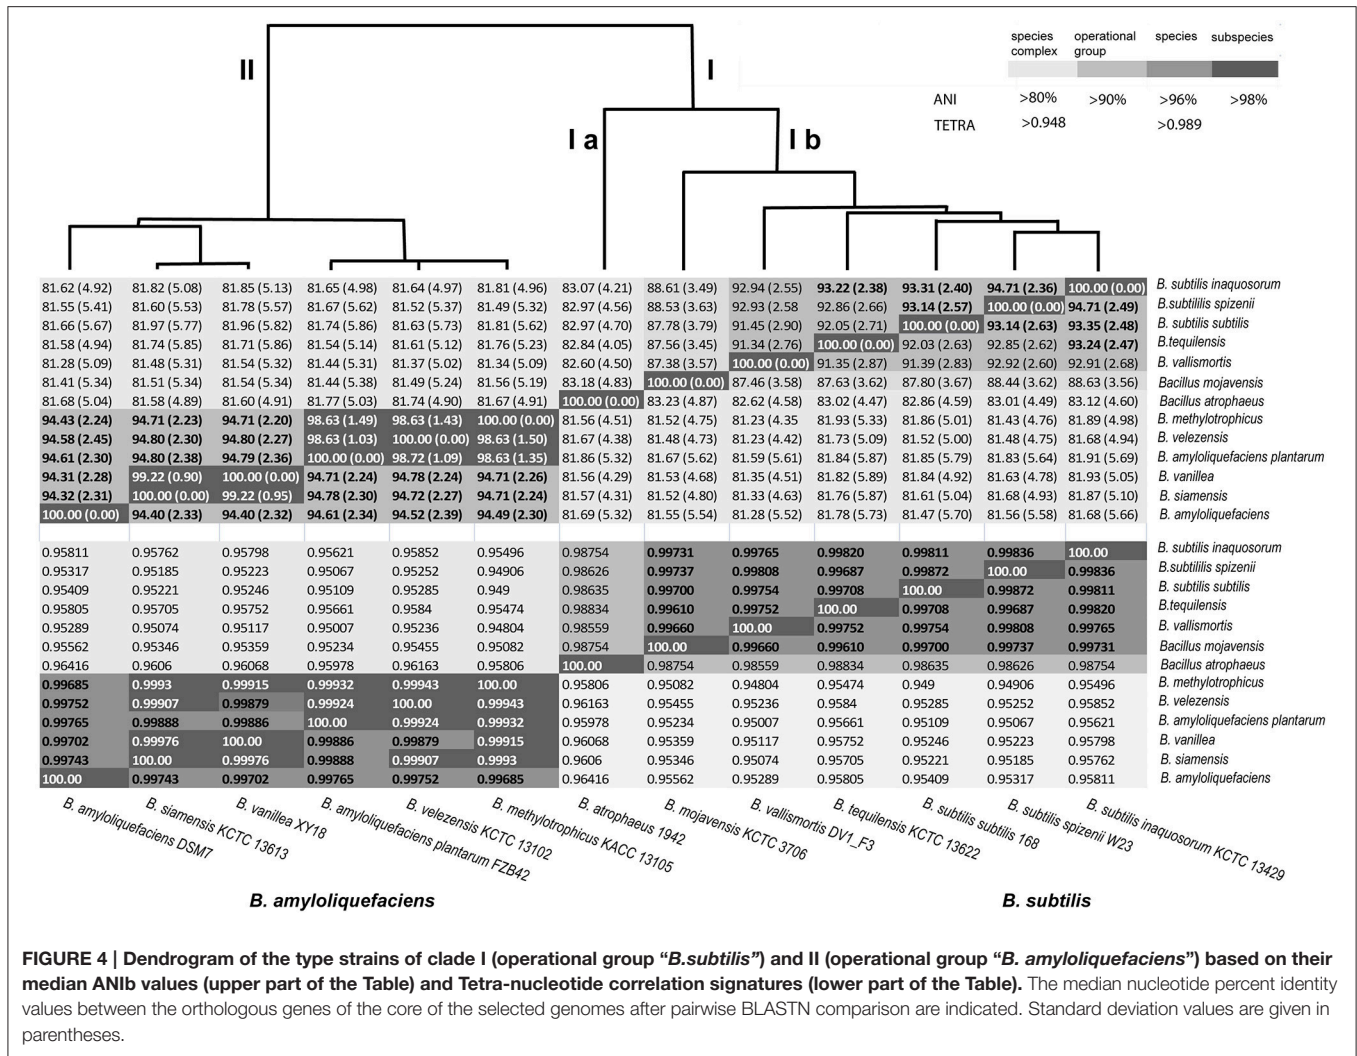 II
I
I a
I b
species complex operational group species subspecies
ANI >80% >90% >96% >98%
TETRA >0.948 >0.989
81.62 (4.92) 81.82 (5.08) 81.85 (5.13) 81.65 (4.98) 81.64 (4.97) 81.81 (4.96) 83.07 (4.21) 88.61 (3.49) 92.94 (2.55) 93.22 (2.38) 93.31 (2.40) 94.71 (2.36) 100.00 (0.00) B. subtilis inaquosorum
81.55 (5.41) 81.60 (5.53) 81.78 (5.57) 81.67 (5.62) 81.52 (5.37) 81.49 (5.32) 82.97 (4.56) 88.53 (3.63) 92.93 (2.58 92.86 (2.66) 93.14 (2.57) 100.00 (0.00) 94.71 (2.49) B.subtililis spizenii
81.66 (5.67) 81.97 (5.77) 81.96 (5.82) 81.74 (5.86) 81.63 (5.73) 81.81 (5.62) 82.97 (4.70) 87.78 (3.79) 91.45 (2.90) 92.05 (2.71) 100.00 (0.00) 93.14 (2.63) 93.35 (2.48) B. subtilis subtilis
81.58 (4.94) 81.74 (5.85) 81.71 (5.86) 81.54 (5.14) 81.61 (5.12) 81.76 (5.23) 82.84 (4.05) 87.56 (3.45) 91.34 (2.76) 100.00 (0.00) 92.03 (2.63) 92.85 (2.62) 93.24 (2.47) B.tequilensis
81.28 (5.09) 81.48 (5.31) 81.54 (5.32) 81.44 (5.31) 81.37 (5.02) 81.34 (5.09) 82.60 (4.50) 87.38 (3.57) 100.00 (0.00) 91.35 (2.87) 91.39 (2.83) 92.92 (2.60) 92.91 (2.68) B. vallismortis
81.41 (5.34) 81.51 (5.34) 81.54 (5.34) 81.44 (5.38) 81.49 (5.24) 81.56 (5.19) 83.18 (4.83) 100.00 (0.00) 87.46 (3.58) 87.63 (3.62) 87.80 (3.67) 88.44 (3.62) 88.63 (3.56) Bacillus mojavensis
81.68 (5.04) 81.58 (4.89) 81.60 (4.91) 81.77 (5.03) 81.74 (4.90) 81.67 (4.91) 100.00 (0.00) 83.23 (4.87) 82.62 (4.58) 83.02 (4.47) 82.86 (4.59) 83.01 (4.49) 83.12 (4.60) Bacillus atrophaeus
94.43 (2.24) 94.71 (2.23) 94.71 (2.20) 98.63 (1.49) 98.63 (1.43) 100.00 (0.00) 81.56 (4.51) 81.52 (4.75) 81.23 (4.35 81.93 (5.33) 81.86 (5.01) 81.43 (4.76) 81.89 (4.98) B. methylotrophicus
94.58 (2.45) 94.80 (2.30) 94.80 (2.27) 98.63 (1.03) 100.00 (0.00) 98.63 (1.50) 81.67 (4.38) 81.48 (4.73) 81.23 (4.42) 81.73 (5.09) 81.52 (5.00) 81.48 (4.75) 81.68 (4.94) B. velezensis
94.61 (2.30) 94.80 (2.38) 94.79 (2.36) 100.00 (0.00) 98.72 (1.09) 98.63 (1.35) 81.86 (5.32) 81.67 (5.62) 81.59 (5.61) 81.84 (5.87) 81.85 (5.79) 81.83 (5.64) 81.91 (5.69) B. amyloliquefaciens plantarum
94.31 (2.28) 99.22 (0.90) 100.00 (0.00) 94.71 (2.24) 94.78 (2.24) 94.71 (2.26) 81.56 (4.29) 81.53 (4.68) 81.35 (4.51) 81.82 (5.89) 81.84 (4.92) 81.63 (4.78) 81.93 (5.05) B. vanillea
94.32 (2.31) 100.00 (0.00) 99.22 (0.95) 94.78 (2.30) 94.72 (2.27) 94.71 (2.24) 81.57 (4.31) 81.52 (4.80) 81.33 (4.63) 81.76 (5.87) 81.61 (5.04) 81.68 (4.93) 81.87 (5.10) B. siamensis
100.00 (0.00) 94.40 (2.33) 94.40 (2.32) 94.61 (2.34) 94.52 (2.39) 94.49 (2.30) 81.69 (5.32) 81.55 (5.54) 81.28 (5.52) 81.78 (5.73) 81.47 (5.70) 81.56 (5.58) 81.68 (5.66) B. amyloliquefaciens
0.95811 0.95762 0.95798 0.95621 0.95852 0.95496 0.98754 0.99731 0.99765 0.99820 0.99811 0.99836 100.00 B. subtilis inaquosorum
0.95317 0.95185 0.95223 0.95067 0.95252 0.94906 0.98626 0.99737 0.99808 0.99687 0.99872 100.00 0.99836 B.subtililis spizenii
0.95409 0.95221 0.95246 0.95109 0.95285 0.949 0.98635 0.99700 0.99754 0.99708 100.00 0.99872 0.99811 B. subtilis subtilis
0.95805 0.95705 0.95752 0.95661 0.9584 0.95474 0.98834 0.99610 0.99752 100.00 0.99708 0.99687 0.99820 B.tequilensis
0.95289 0.95074 0.95117 0.95007 0.95236 0.94804 0.98559 0.99660 100.00 0.99752 0.99754 0.99808 0.99765 B. vallismortis
0.95562 0.95346 0.95359 0.95234 0.95455 0.95082 0.98754 100.00 0.99660 0.99610 0.99700 0.99737 0.99731 Bacillus mojavensis
0.96416 0.9606 0.96068 0.95978 0.96163 0.95806 100.00 0.98754 0.98559 0.98834 0.98635 0.98626 0.98754 Bacillus atrophaeus
0.99685 0.9993 0.99915 0.99932 0.99943 100.00 0.95806 0.95082 0.94804 0.95474 0.949 0.94906 0.95496 B. methylotrophicus
0.99752 0.99907 0.99879 0.99924 100.00 0.99943 0.96163 0.95455 0.95236 0.9584 0.95285 0.95252 0.95852 B. velezensis
0.99765 0.99888 0.99886 100.00 0.99924 0.99932 0.95978 0.95234 0.95007 0.95661 0.95109 0.95067 0.95621 B. amyloliquefaciens plantarum
0.99702 0.99976 100.00 0.99886 0.99879 0.99915 0.96068 0.95359 0.95117 0.95752 0.95246 0.95223 0.95798 B. vanillea
0.99743 100.00 0.99976 0.99888 0.99907 0.9993 0.9606 0.95346 0.95074 0.95705 0.95221 0.95185 0.95762 B. siamensis
100.00 0.99743 0.99702 0.99765 0.99752 0.99685 0.96416 0.95562 0.95289 0.95805 0.95409 0.95317 0.95811 B. amyloliquefaciens
B. amyloliquefaciens DSM7
B. siamensis KCTC 13613
B. vanillea XY18
B. amyloliquefaciens plantarum FZB42
B. velezensis KCTC 13102
B. methylotrophicus KACC 13105
B. atrophaeus 1942
B. mojavensis KCTC 3706
B. vallismortis DV1_F3
B. tequilensis KCTC 13622
B. subtilis subtilis 168
B. subtilis spizenii W23
B. subtilis inaquosorum KCTC 13429
B. amyloliquefaciens
B. subtilis
FIGURE 4 | Dendrogram of the type strains of clade I (operational group “B.subtilis”) and II (operational group “B. amyloliquefaciens”) based on their
median ANIb values (upper part of the Table) and Tetra-nucleotide correlation signatures (lower part of the Table). The median nucleotide percent identity
values between the orthologous genes of the core of the selected genomes after pairwise BLASTN comparison are indicated. Standard deviation values are given in
parentheses.